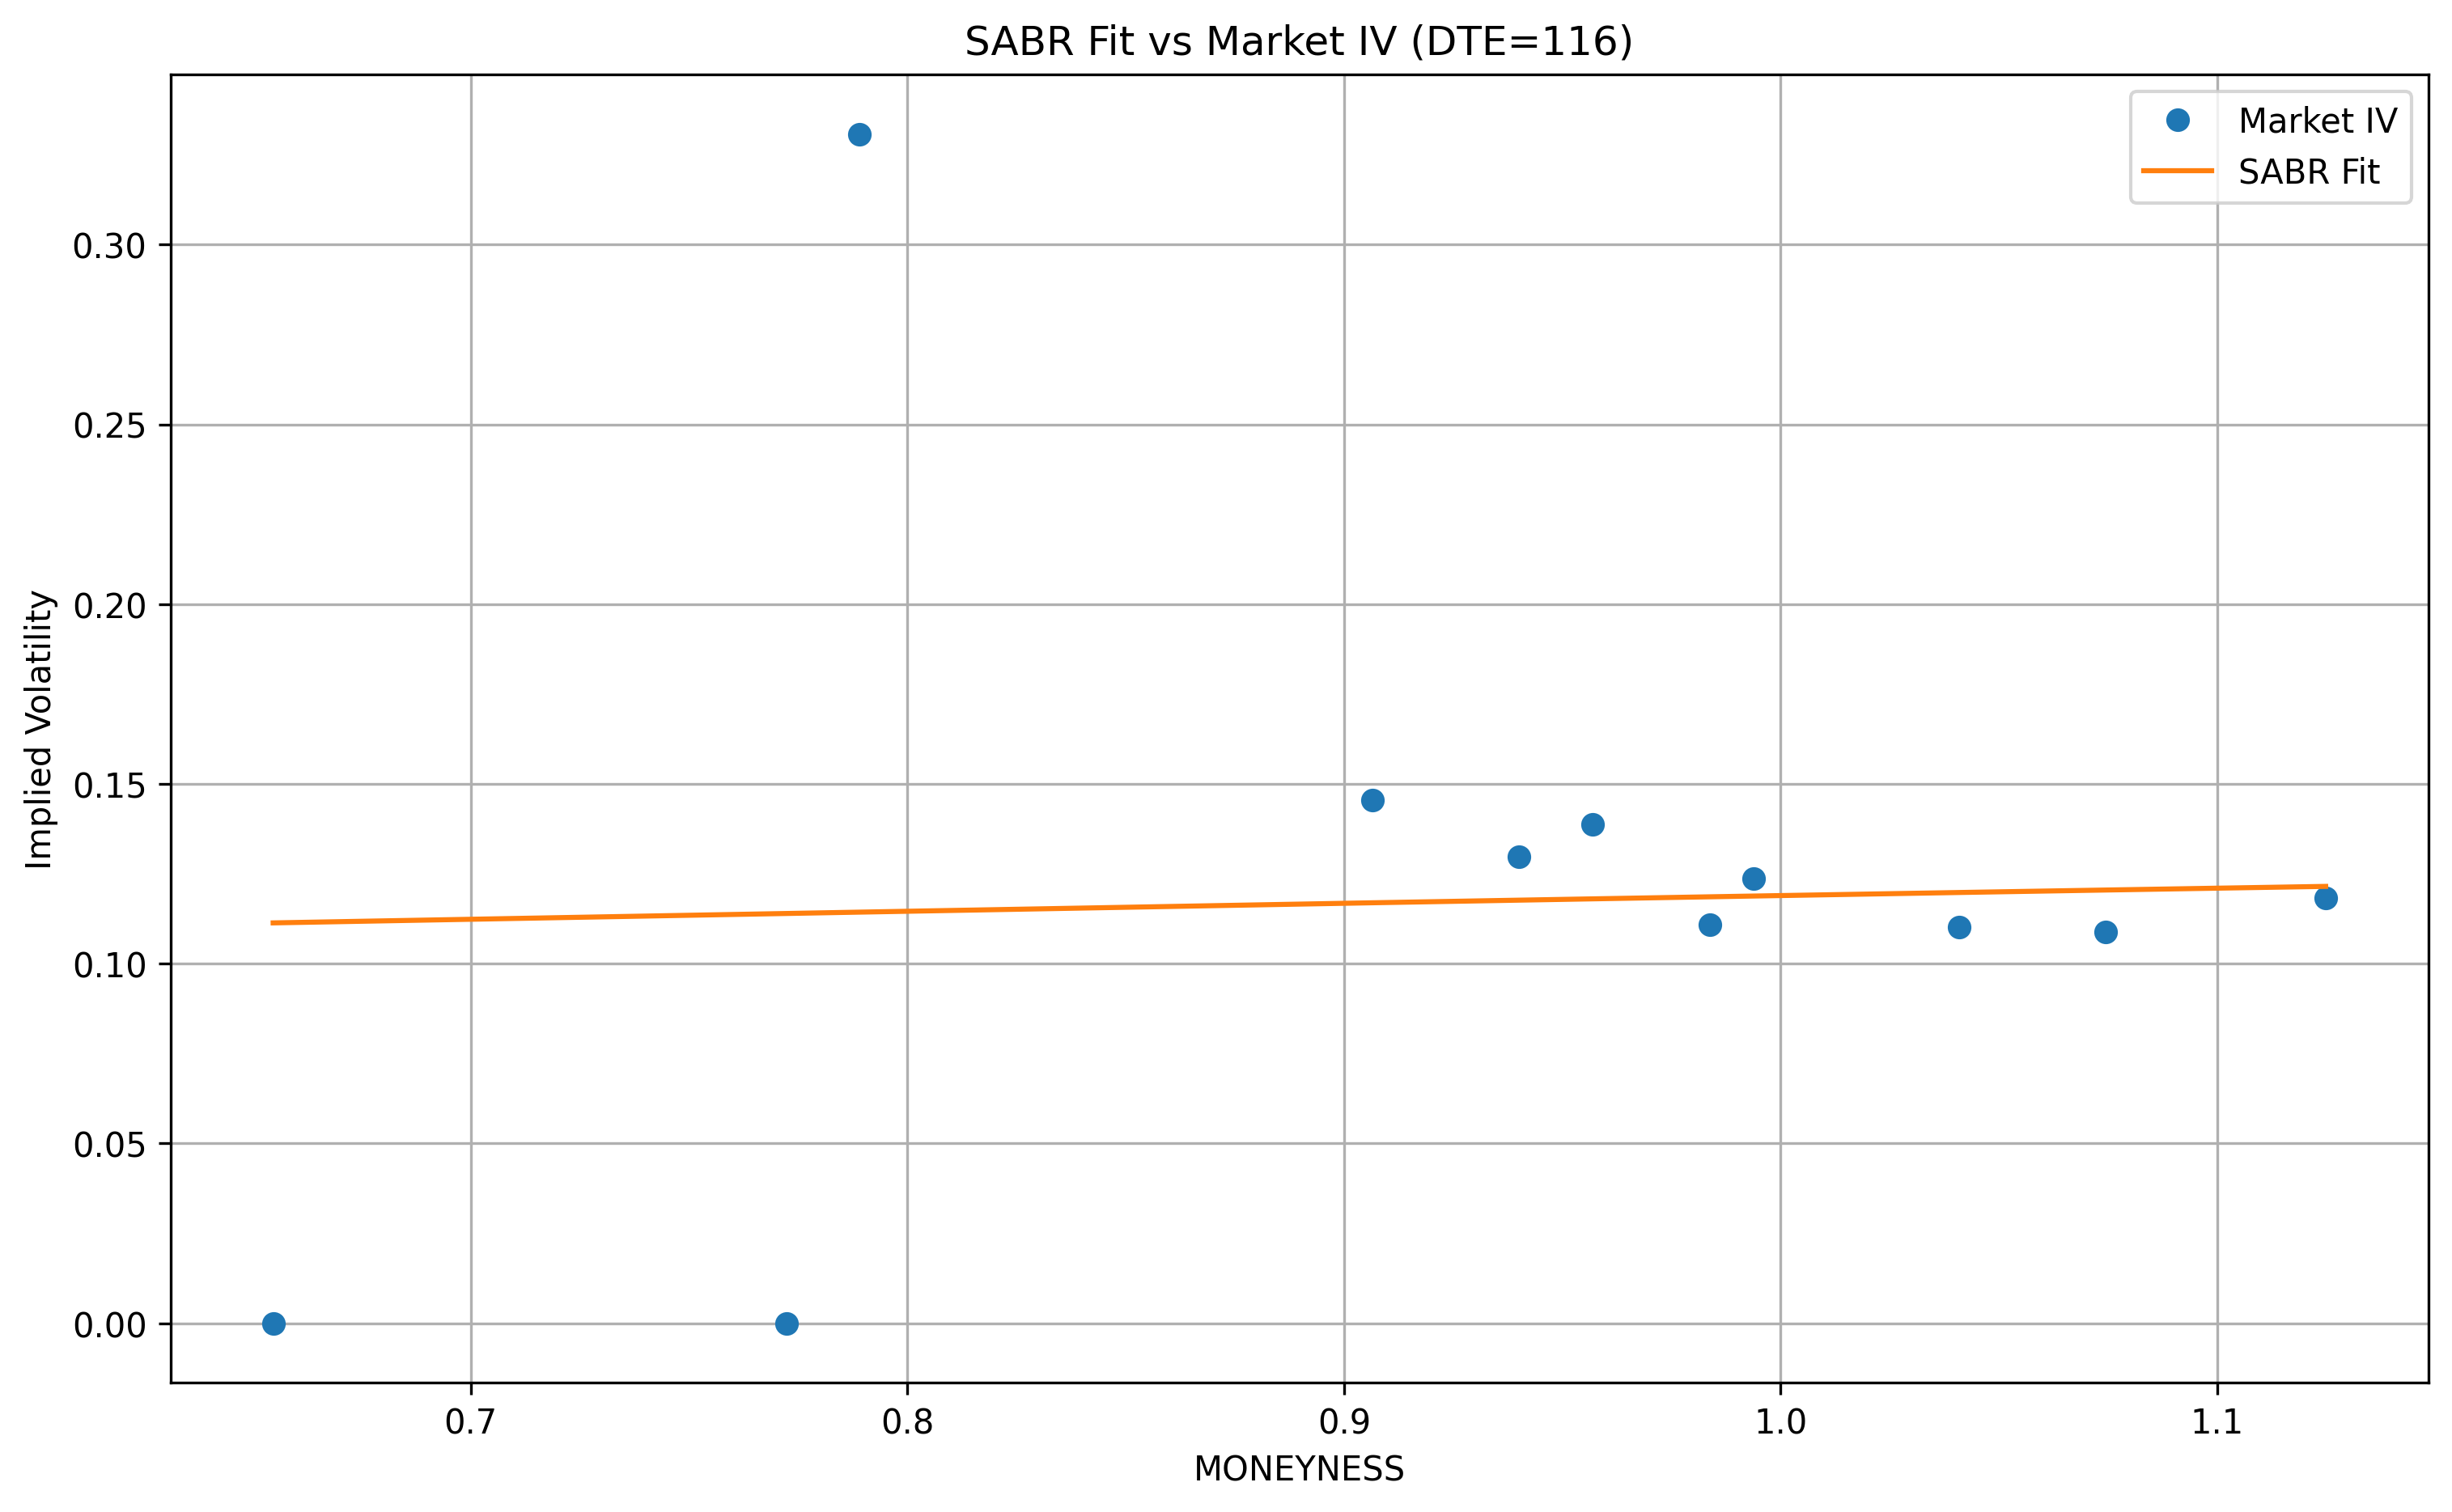 SABR Fit vs Market IV (DTE=116)
Market IV
SABR Fit
Implied Volatility
0.30
0.25
0.20
0.15
0.10
0.05
0.00
0.7 0.8 0.9 1.0 1.1
MONEYNESS